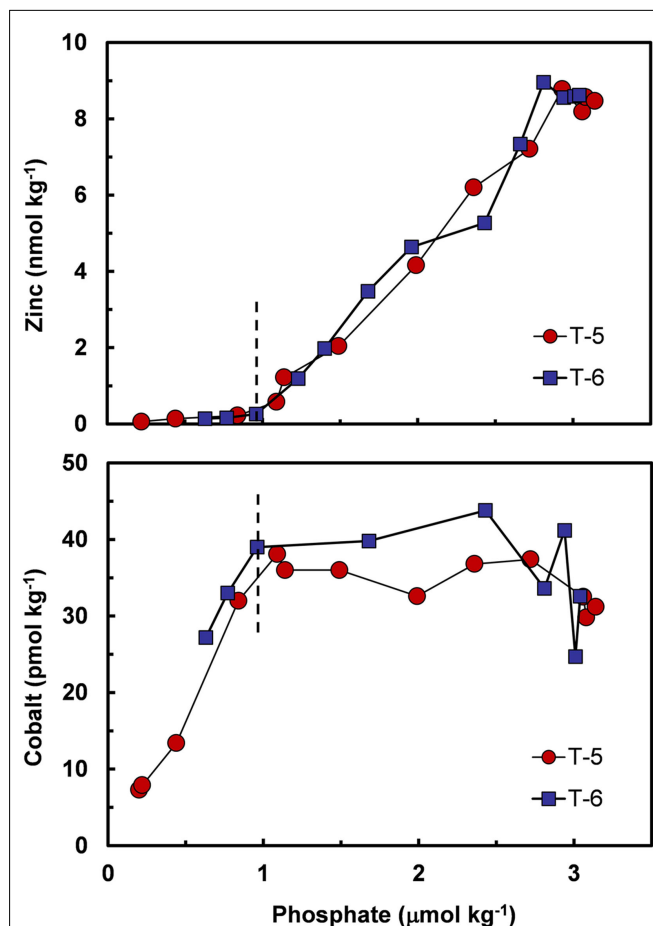 10
8
6
4
2
0
Zinc (nmol kg⁻¹)
T-5
T-6
50
40
30
20
10
0
Cobalt (pmol kg⁻¹)
T-5
T-6
0 1 2 3
Phosphate (μmol kg⁻¹)